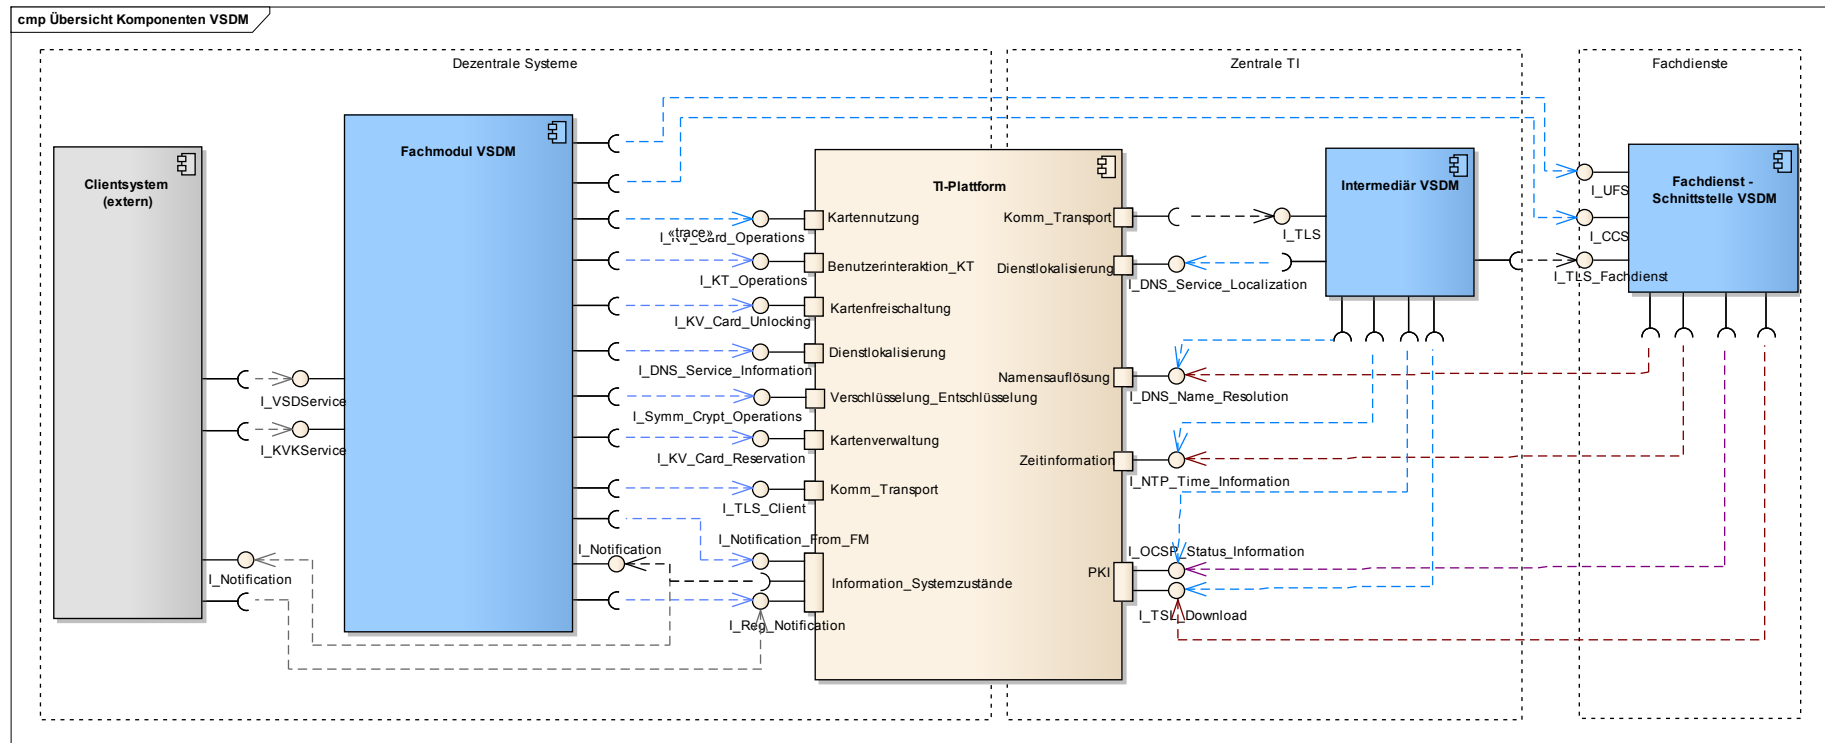 cmp Übersicht Komponenten VSDM
Dezentrale Systeme
Zentrale TI
Fachdienste
Clientsystem
(extern)
Fachmodul VSDM
TI-Plattform
Intermediär VSDM
Fachdienst -
Schnittstelle VSDM
I_UFS
I_CCS
I_TLS_Fachdienst
I_TLS
I_DNS_Service_Localization
I_DNS_Name_Resolution
I_NTP_Time_Information
I_OCSP_Status_Information
I_TSL_Download
Komm_Transport
Dienstlokalisierung
Namensauflösung
Zeitinformation
PKI
Kartennutzung
Benutzerinteraktion_KT
Kartenfreischaltung
Dienstlokalisierung
Verschlüsselung_Entschlüsselung
Kartenverwaltung
Komm_Transport
Information_Systemzustände
«trace»
I_KV_Card_Operations
I_KT_Operations
I_KV_Card_Unlocking
I_DNS_Service_Information
I_Symm_Crypt_Operations
I_KV_Card_Reservation
I_TLS_Client
I_Notification_From_FM
I_Notification
I_Reg_Notification
I_VSDService
I_KVKService
I_Notification